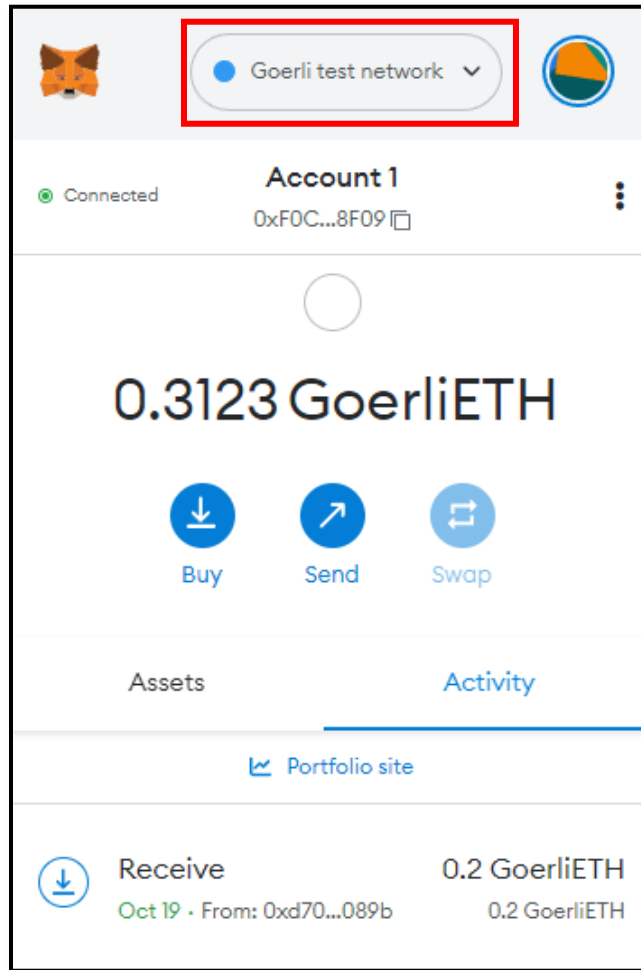 Goerli test network
Account 1
Connected
0xF0C...8F09
0.3123 GoerliETH
Buy Send Swap
Assets Activity
Portfolio site
Receive 0.2 GoerliETH
Oct 19 · From: 0xd70...089b 0.2 GoerliETH